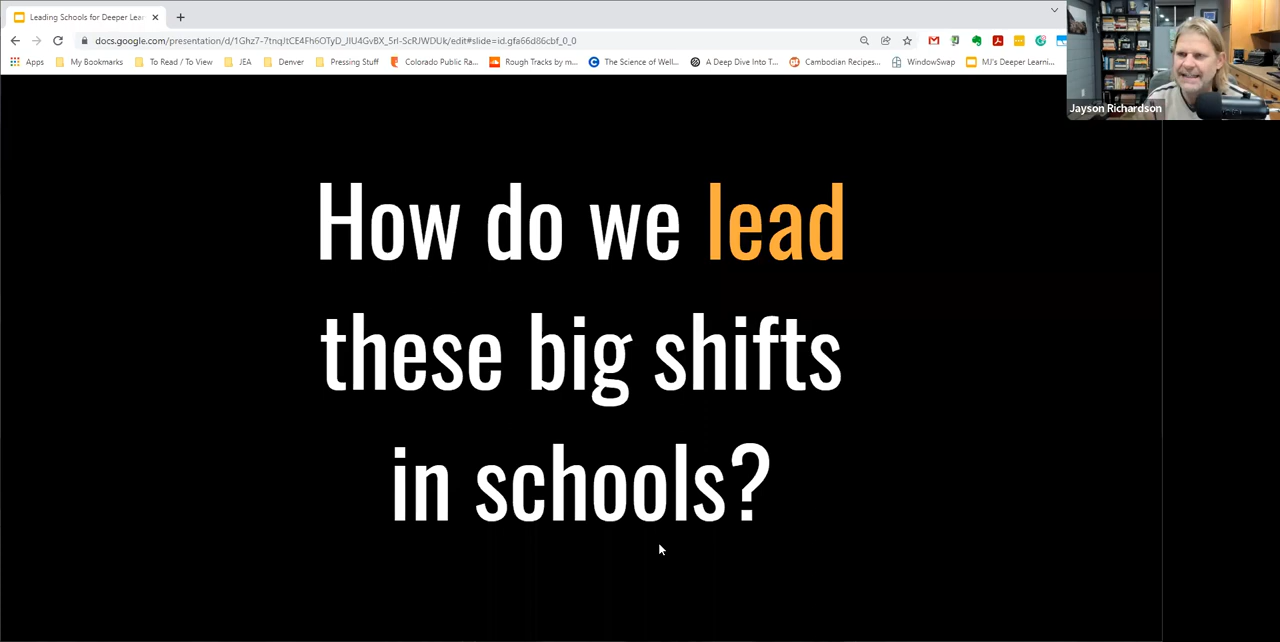 Leading Schools for Deeper Lear
docs.google.com/presentation/d/1Ghz7-7tnqJtCE4Fh6OTyD_JIU4GvBX_5rl-ScRJWDUk/edit#slide=id.gfa66d86cbf_0_0
Apps My Bookmarks To Read / To View JEA Denver Pressing Stuff Colorado Public Ra... Rough Tracks by m... The Science of Well... A Deep Dive Into T... Cambodian Recipes... WindowSwap MJ's Deeper Learni...
Jayson Richardson
How do we lead
these big shifts
in schools?